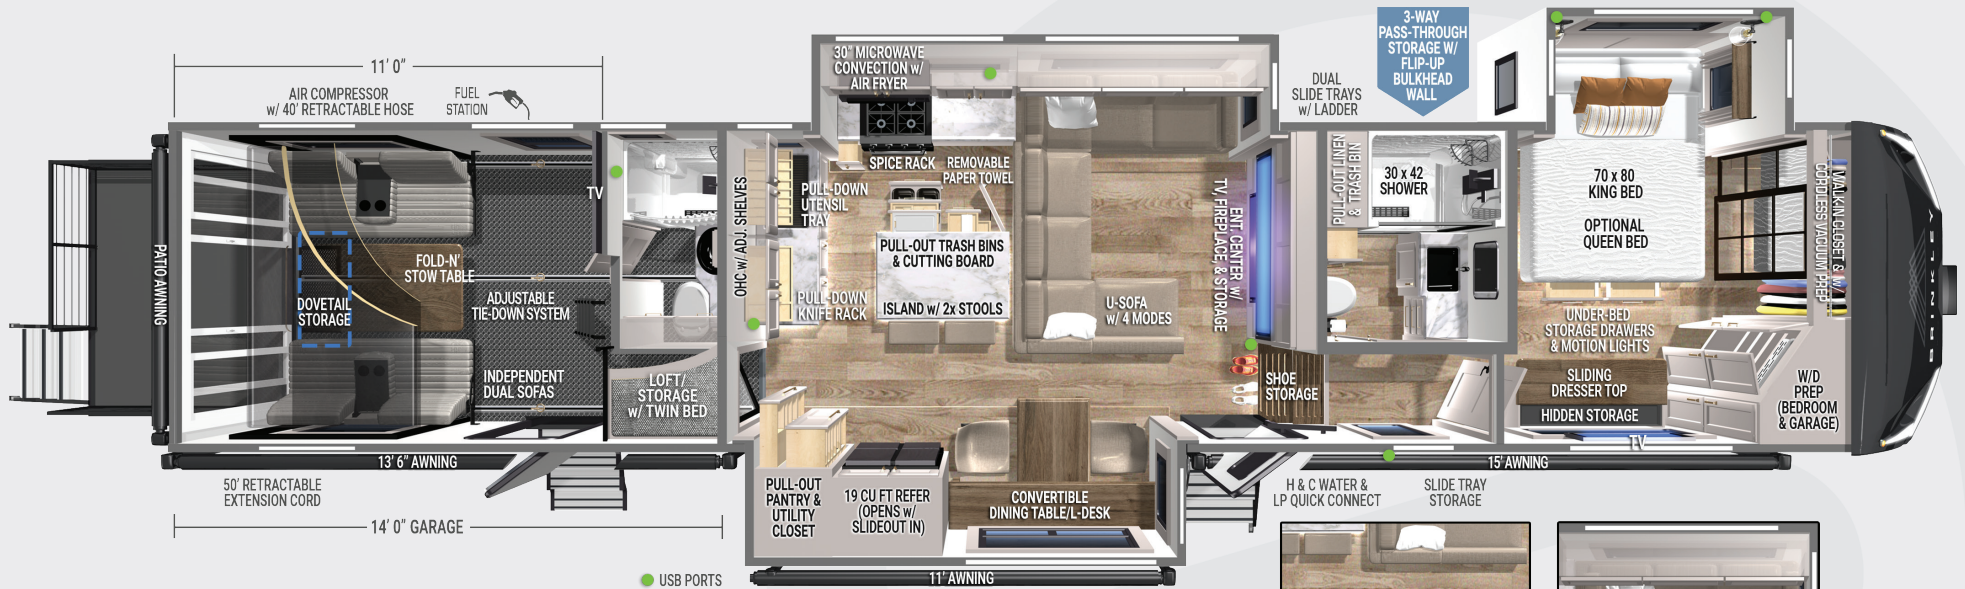 3-WAY
PASS-THROUGH
STORAGE W/
FLIP-UP
BULKHEAD
WALL
DUAL
SLIDE TRAYS
w/ LADDER
11' 0"
AIR COMPRESSOR
w/ 40' RETRACTABLE HOSE
FUEL
STATION
30" MICROWAVE
CONVECTION w/
AIR FRYER
SPICE RACK
REMOVABLE
PAPER TOWEL
TV
PATIO AWNING
FOLD-N'
STOW TABLE
DOVETAIL
STORAGE
ADJUSTABLE
TIE-DOWN SYSTEM
INDEPENDENT
DUAL SOFAS
LOFT/
STORAGE
w/ TWIN BED
OHC w/ ADJ. SHELVES
PULL-DOWN
UTENSIL
TRAY
PULL-DOWN
KNIFE RACK
PULL-OUT TRASH BINS
& CUTTING BOARD
ISLAND w/ 2x STOOLS
U-SOFA
w/ 4 MODES
ENT. CENTER w/
TV, FIREPLACE, & STORAGE
SHOE
STORAGE
PULL-OUT LINEN
& TRASH BIN
30 x 42
SHOWER
70 x 80
KING BED
OPTIONAL
QUEEN BED
UNDER-BED
STORAGE DRAWERS
& MOTION LIGHTS
SLIDING
DRESSER TOP
HIDDEN STORAGE
TV
WALK-IN CLOSET & w/
CORDLESS VACUUM PREP
W/D
PREP
(BEDROOM
& GARAGE)
BRINKLEY
13' 6" AWNING
50' RETRACTABLE
EXTENSION CORD
14' 0" GARAGE
PULL-OUT
PANTRY &
UTILITY
CLOSET
19 CU FT REFER
(OPENS w/
SLIDEOUT IN)
CONVERTIBLE
DINING TABLE/L-DESK
15' AWNING
H & C WATER &
LP QUICK CONNECT
SLIDE TRAY
STORAGE
USB PORTS
11' AWNING